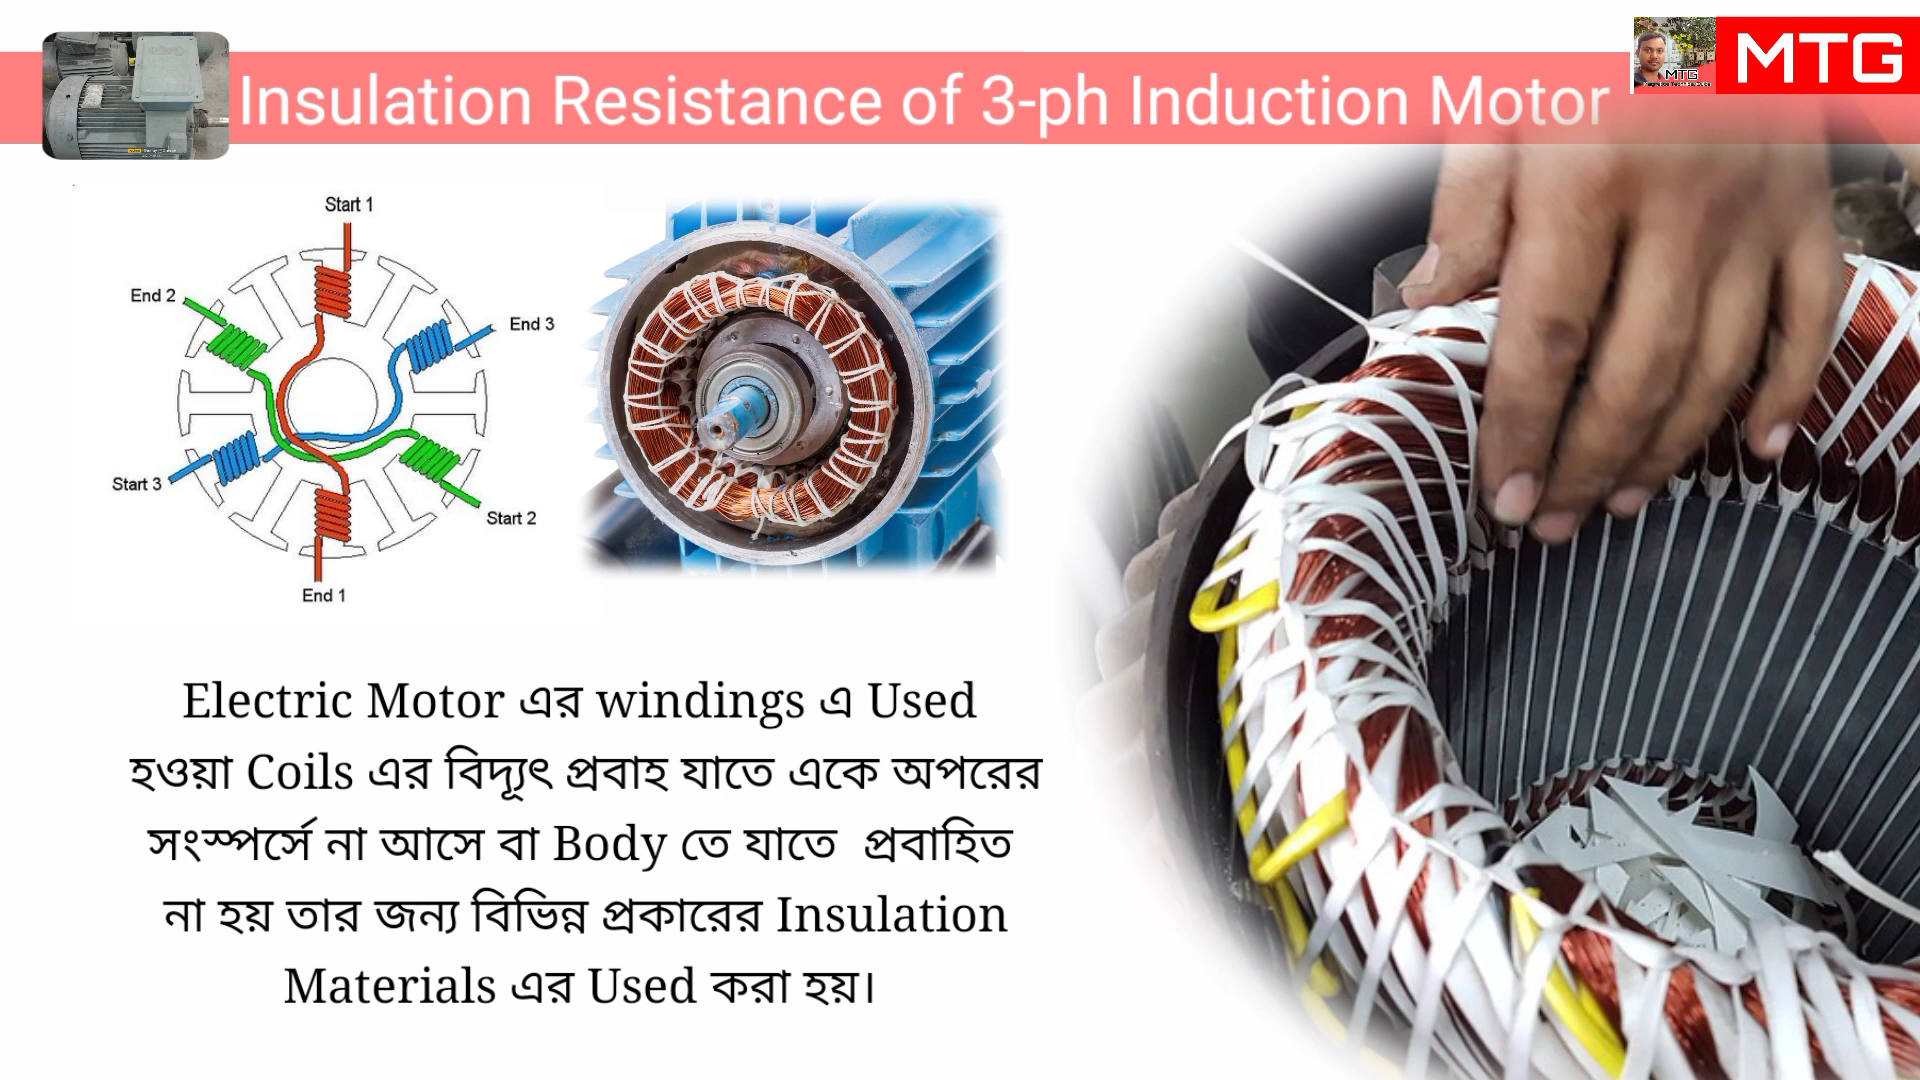 Insulation Resistance of 3-ph Induction Motor
MTG
MTG
Start 1
End 2
End 3
Start 3
Start 2
End 1
Electric Motor এর windings এ Used
হওয়া Coils এর বিদ্যূৎ প্রবাহ যাতে একে অপরের
সংস্পর্সে না আসে বা Body তে যাতে প্রবাহিত
না হয় তার জন্য বিভিন্ন প্রকারের Insulation
Materials এর Used করা হয়।